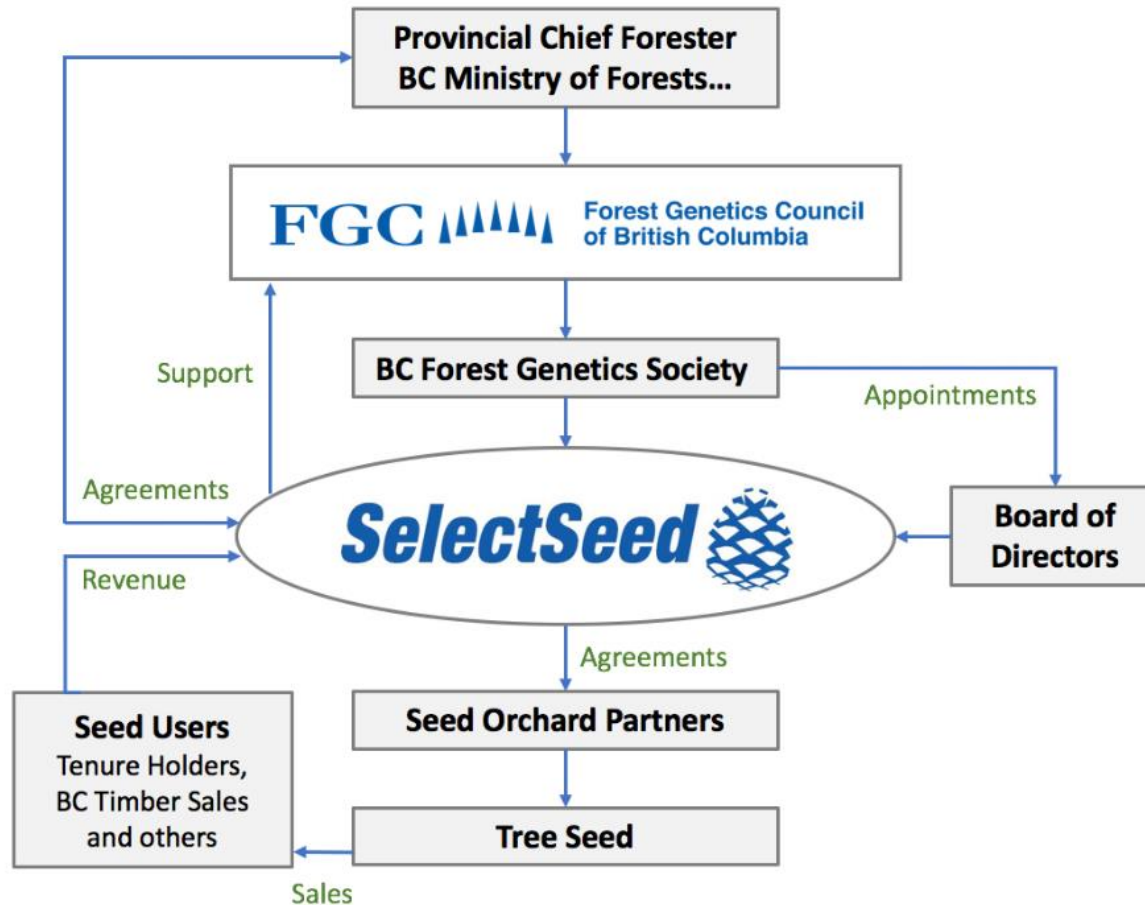 Provincial Chief Forester
BC Ministry of Forests...
FGC
Forest Genetics Council
of British Columbia
Support
BC Forest Genetics Society
Appointments
Agreements
SelectSeed
Board of
Directors
Revenue
Agreements
Seed Users
Tenure Holders,
BC Timber Sales
and others
Seed Orchard Partners
Tree Seed
Sales